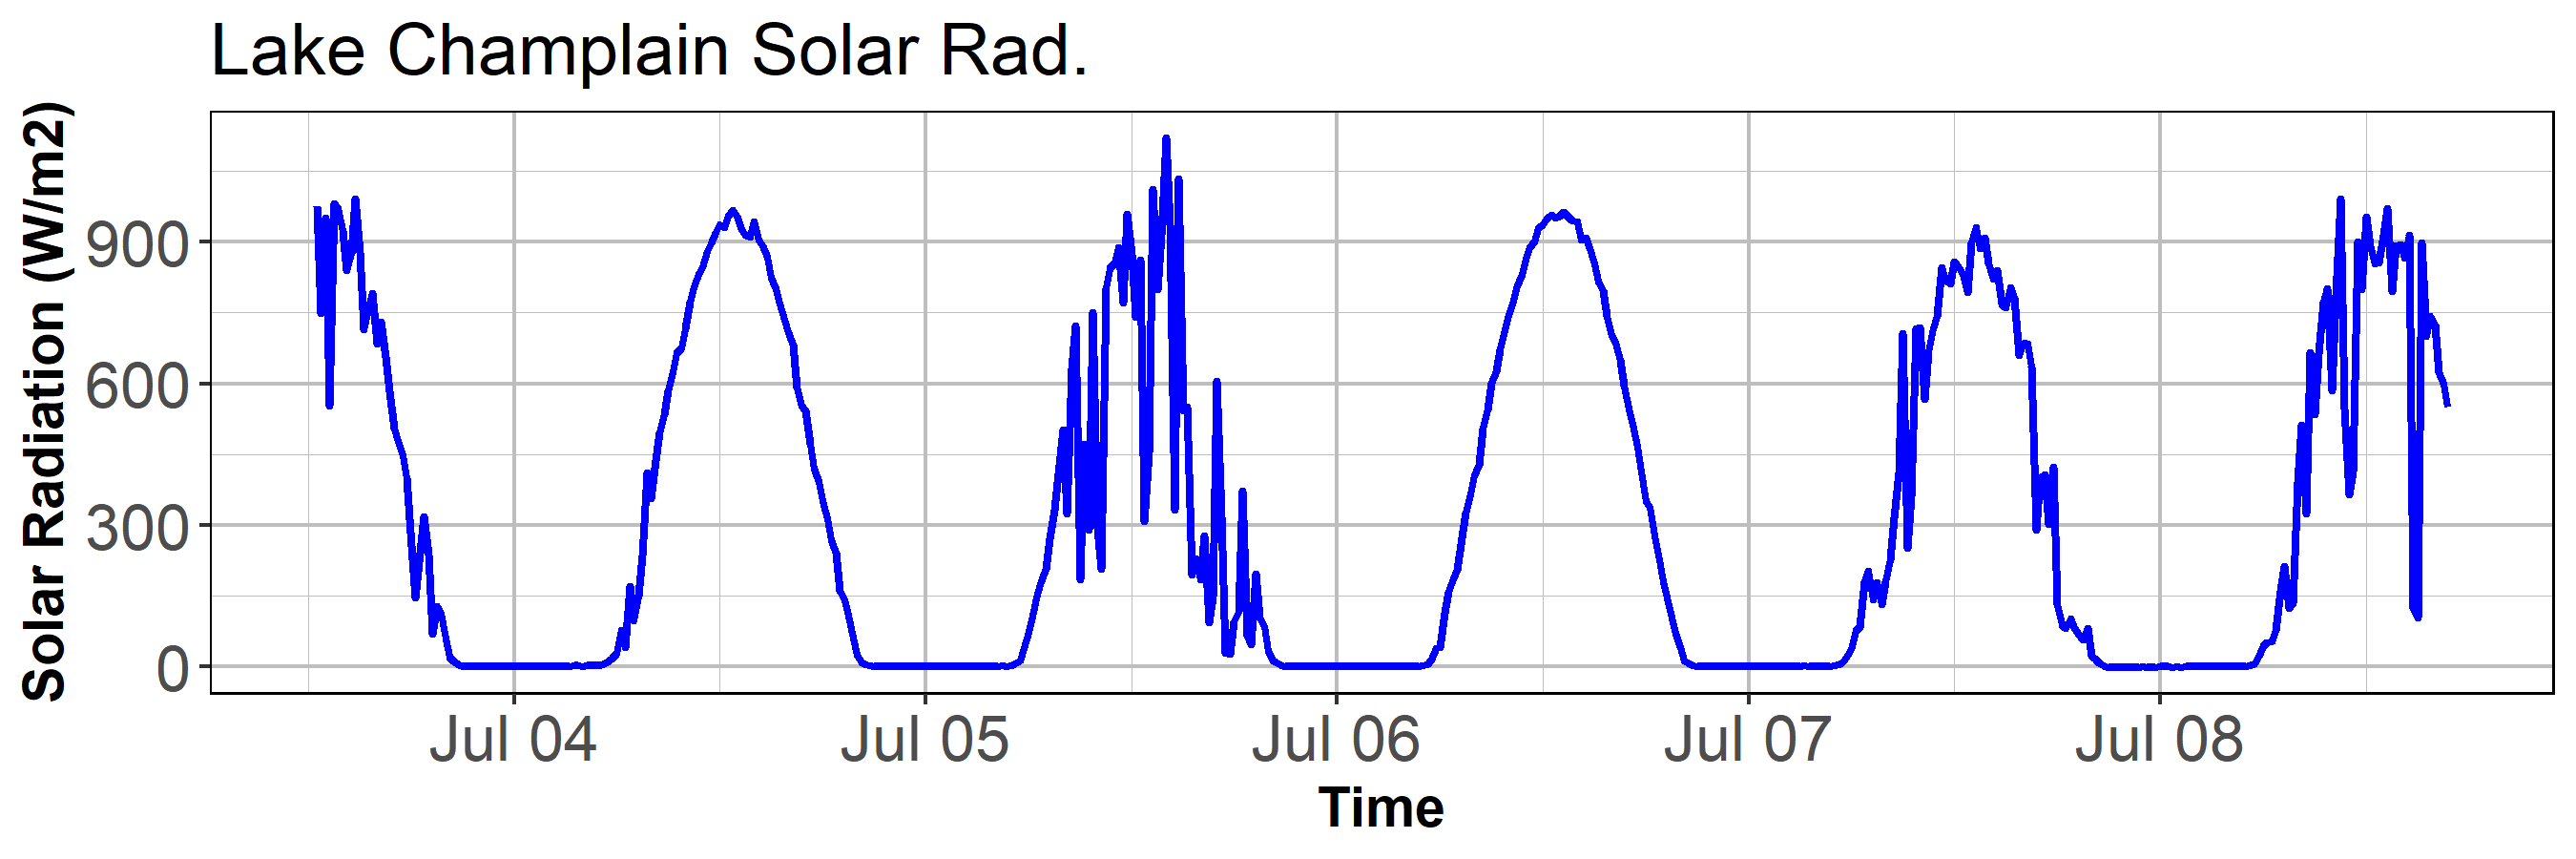 Lake Champlain Solar Rad.
Solar Radiation (W/m2)
900
600
300
0
Jul 04 Jul 05 Jul 06 Jul 07 Jul 08
Time